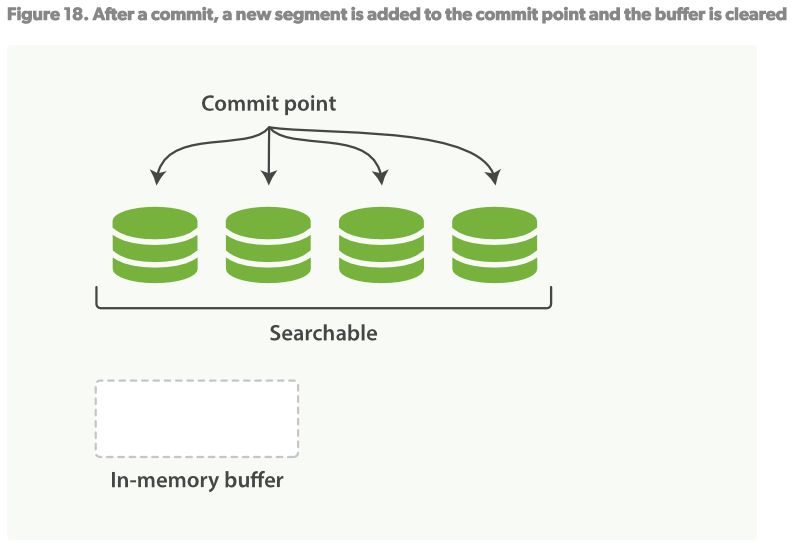 Figure 18. After a commit, a new segment is added to the commit point and the buffer is cleared
Commit point
Searchable
In-memory buffer